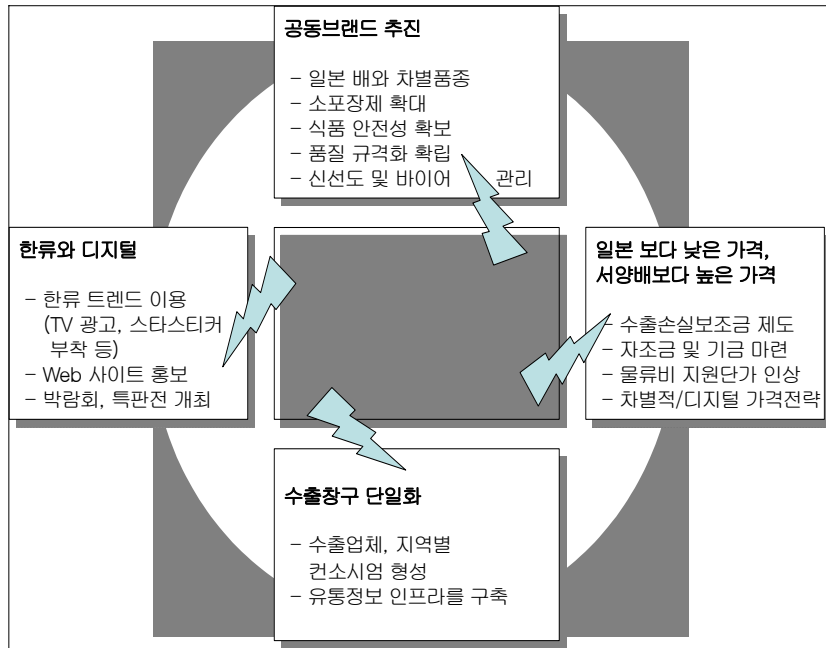 공동브랜드 추진
- 일본 배와 차별품종
- 소포장제 확대
- 식품 안전성 확보
- 품질 규격화 확립
- 신선도 및 바이어 관리
한류와 디지털
- 한류 트렌드 이용
(TV 광고, 스타스티커
부착 등)
- Web 사이트 홍보
- 박람회, 특판전 개최
일본 보다 낮은 가격,
서양배보다 높은 가격
- 수출손실보조금 제도
- 자조금 및 기금 마련
- 물류비 지원단가 인상
- 차별적/디지털 가격전략
수출창구 단일화
- 수출업체, 지역별
컨소시엄 형성
- 유통정보 인프라를 구축